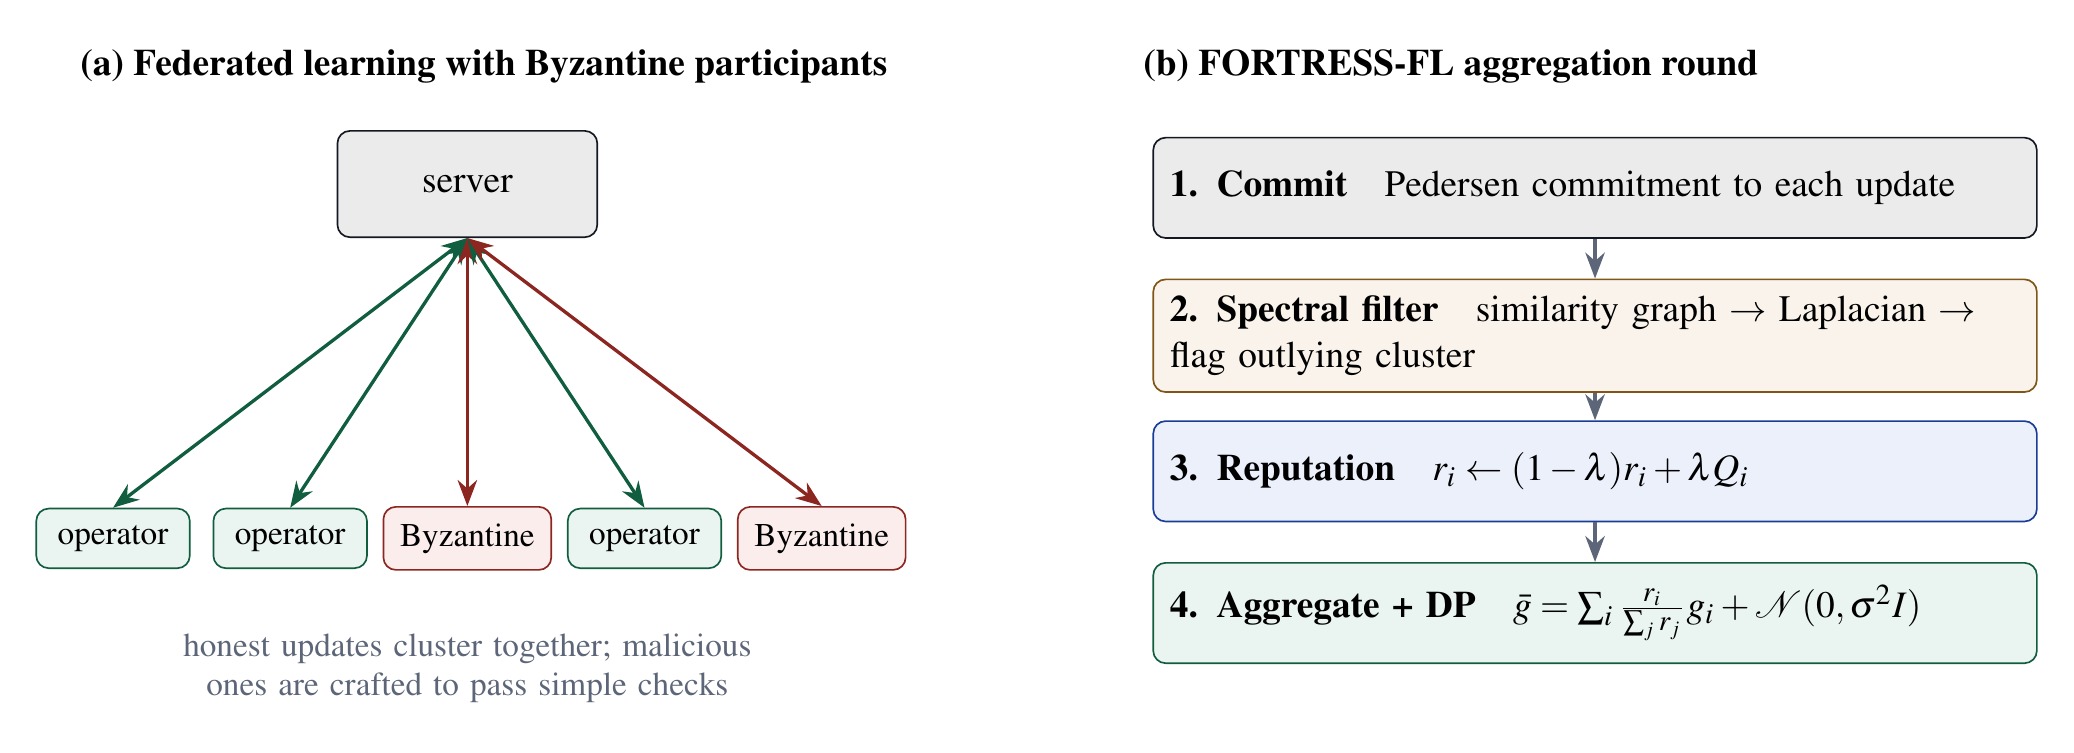 (a) Federated learning with Byzantine participants
server
operator
operator
Byzantine
operator
Byzantine
honest updates cluster together; malicious
ones are crafted to pass simple checks
(b) FORTRESS-FL aggregation round
1. Commit Pedersen commitment to each update
2. Spectral filter similarity graph → Laplacian →
flag outlying cluster
3. Reputation r_i ← (1 − λ)r_i + λQ_i
4. Aggregate + DP ḡ = ∑_i \frac{r_i}{∑_j r_j} g_i + 𝒩(0, σ²I)